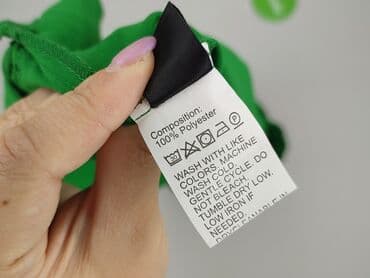 Composition:
100% Polyester
WASH WITH LIKE
COLORS. MACHINE
WASH COLD.
GENTLE CYCLE. DO
NOT BLEACH.
TUMBLE DRY LOW.
LOW IRON IF